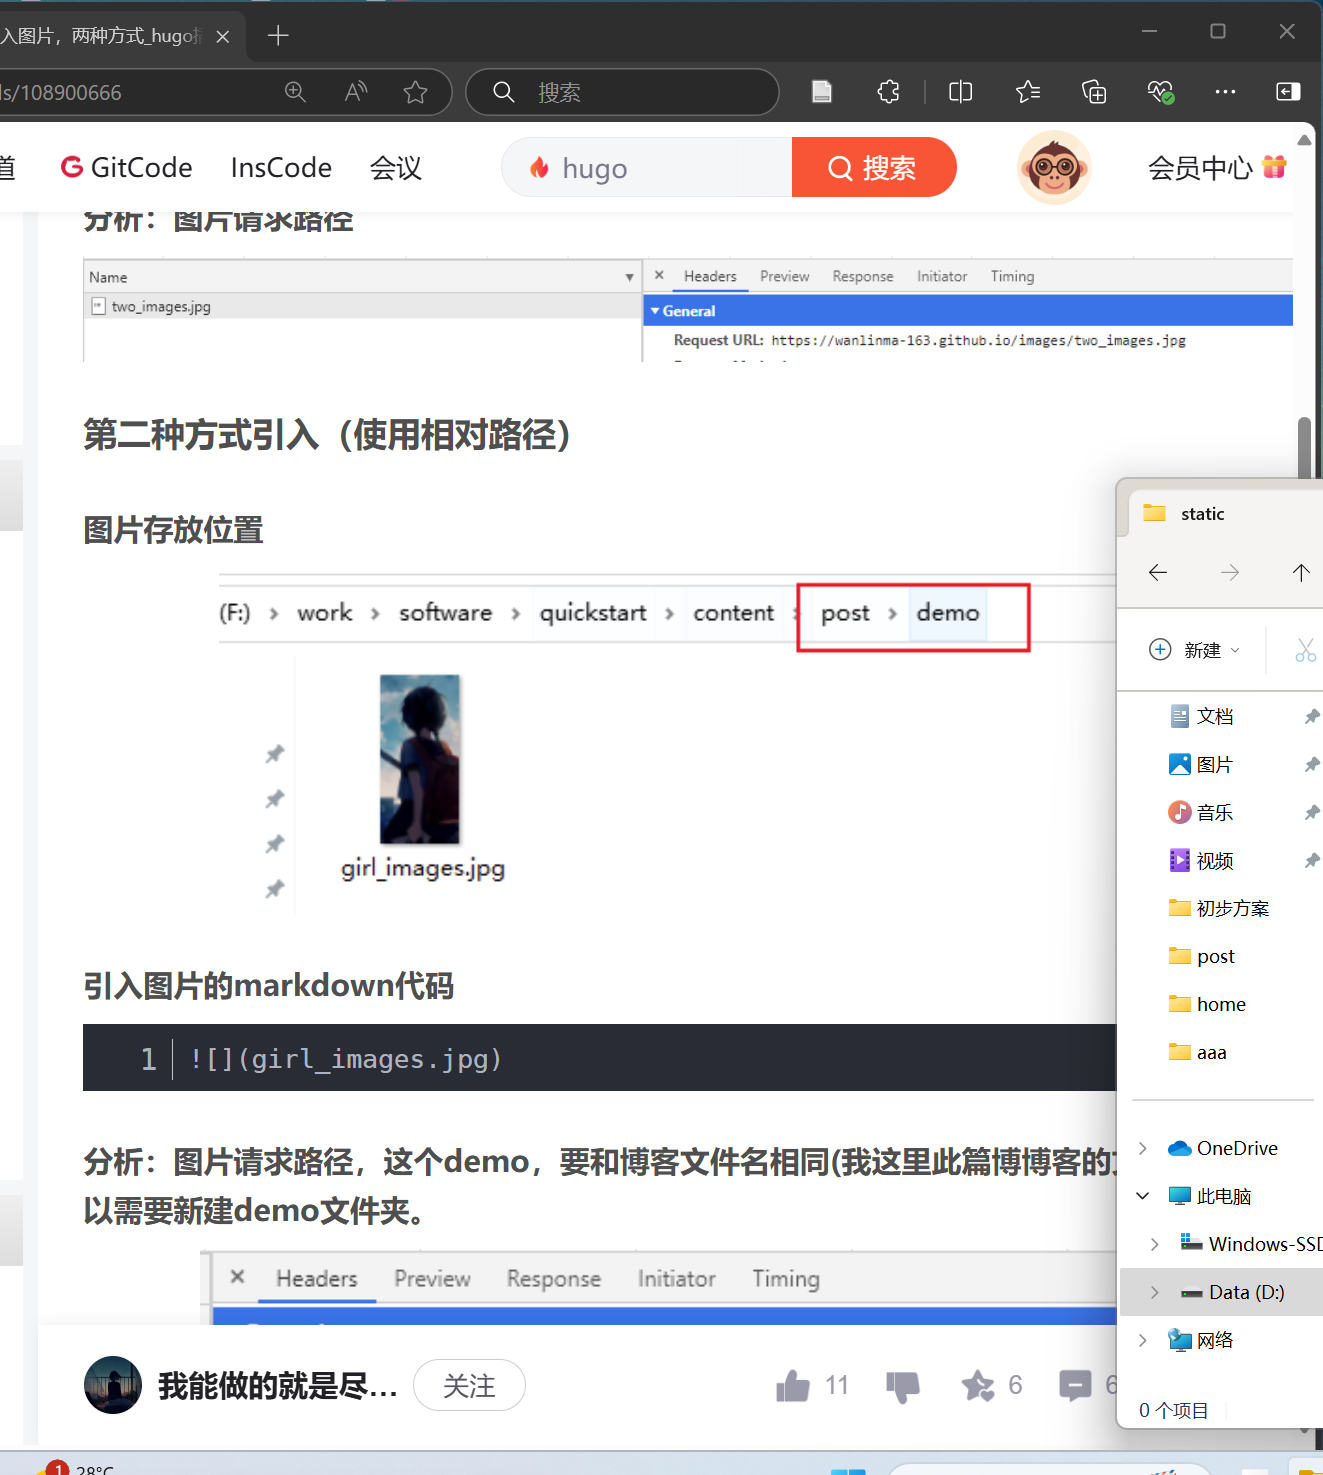 入图片，两种方式_hugo
ls/108900666
搜索
道
GitCode
InsCode
会议
hugo
搜索
会员中心
分析：图片请求路径
Name
Headers
Preview
Response
Initiator
Timing
two_images.jpg
General
Request URL: https://wanlinma-163.github.io/images/two_images.jpg
第二种方式引入（使用相对路径）
图片存放位置
(F:) > work > software > quickstart > content > post > demo
girl_images.jpg
引入图片的markdown代码
1 ![](girl_images.jpg)
分析：图片请求路径，这个demo，要和博客文件名相同(我这里此篇博博客的
以需要新建demo文件夹。
Headers
Preview
Response
Initiator
Timing
我能做的就是尽...
关注
11
6
6
static
新建
文档
图片
音乐
视频
初步方案
post
home
aaa
OneDrive
此电脑
Windows-SSD
Data (D:)
网络
0 个项目
1
28°C